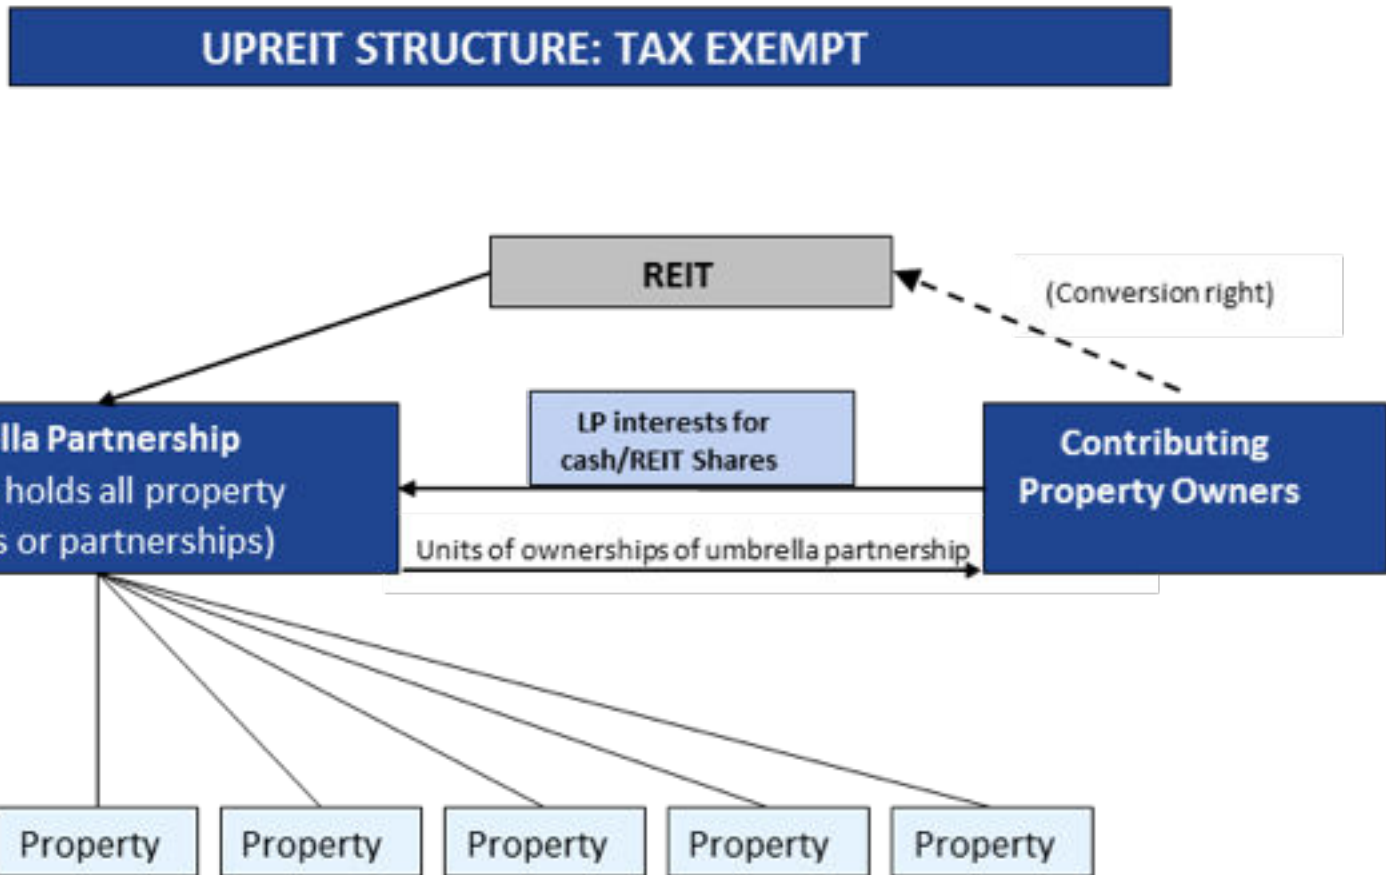 UPREIT STRUCTURE: TAX EXEMPT
REIT
(Conversion right)
lla Partnership
holds all property
s or partnerships)
LP interests for
cash/REIT Shares
Contributing
Property Owners
Units of ownerships of umbrella partnership
Property
Property
Property
Property
Property